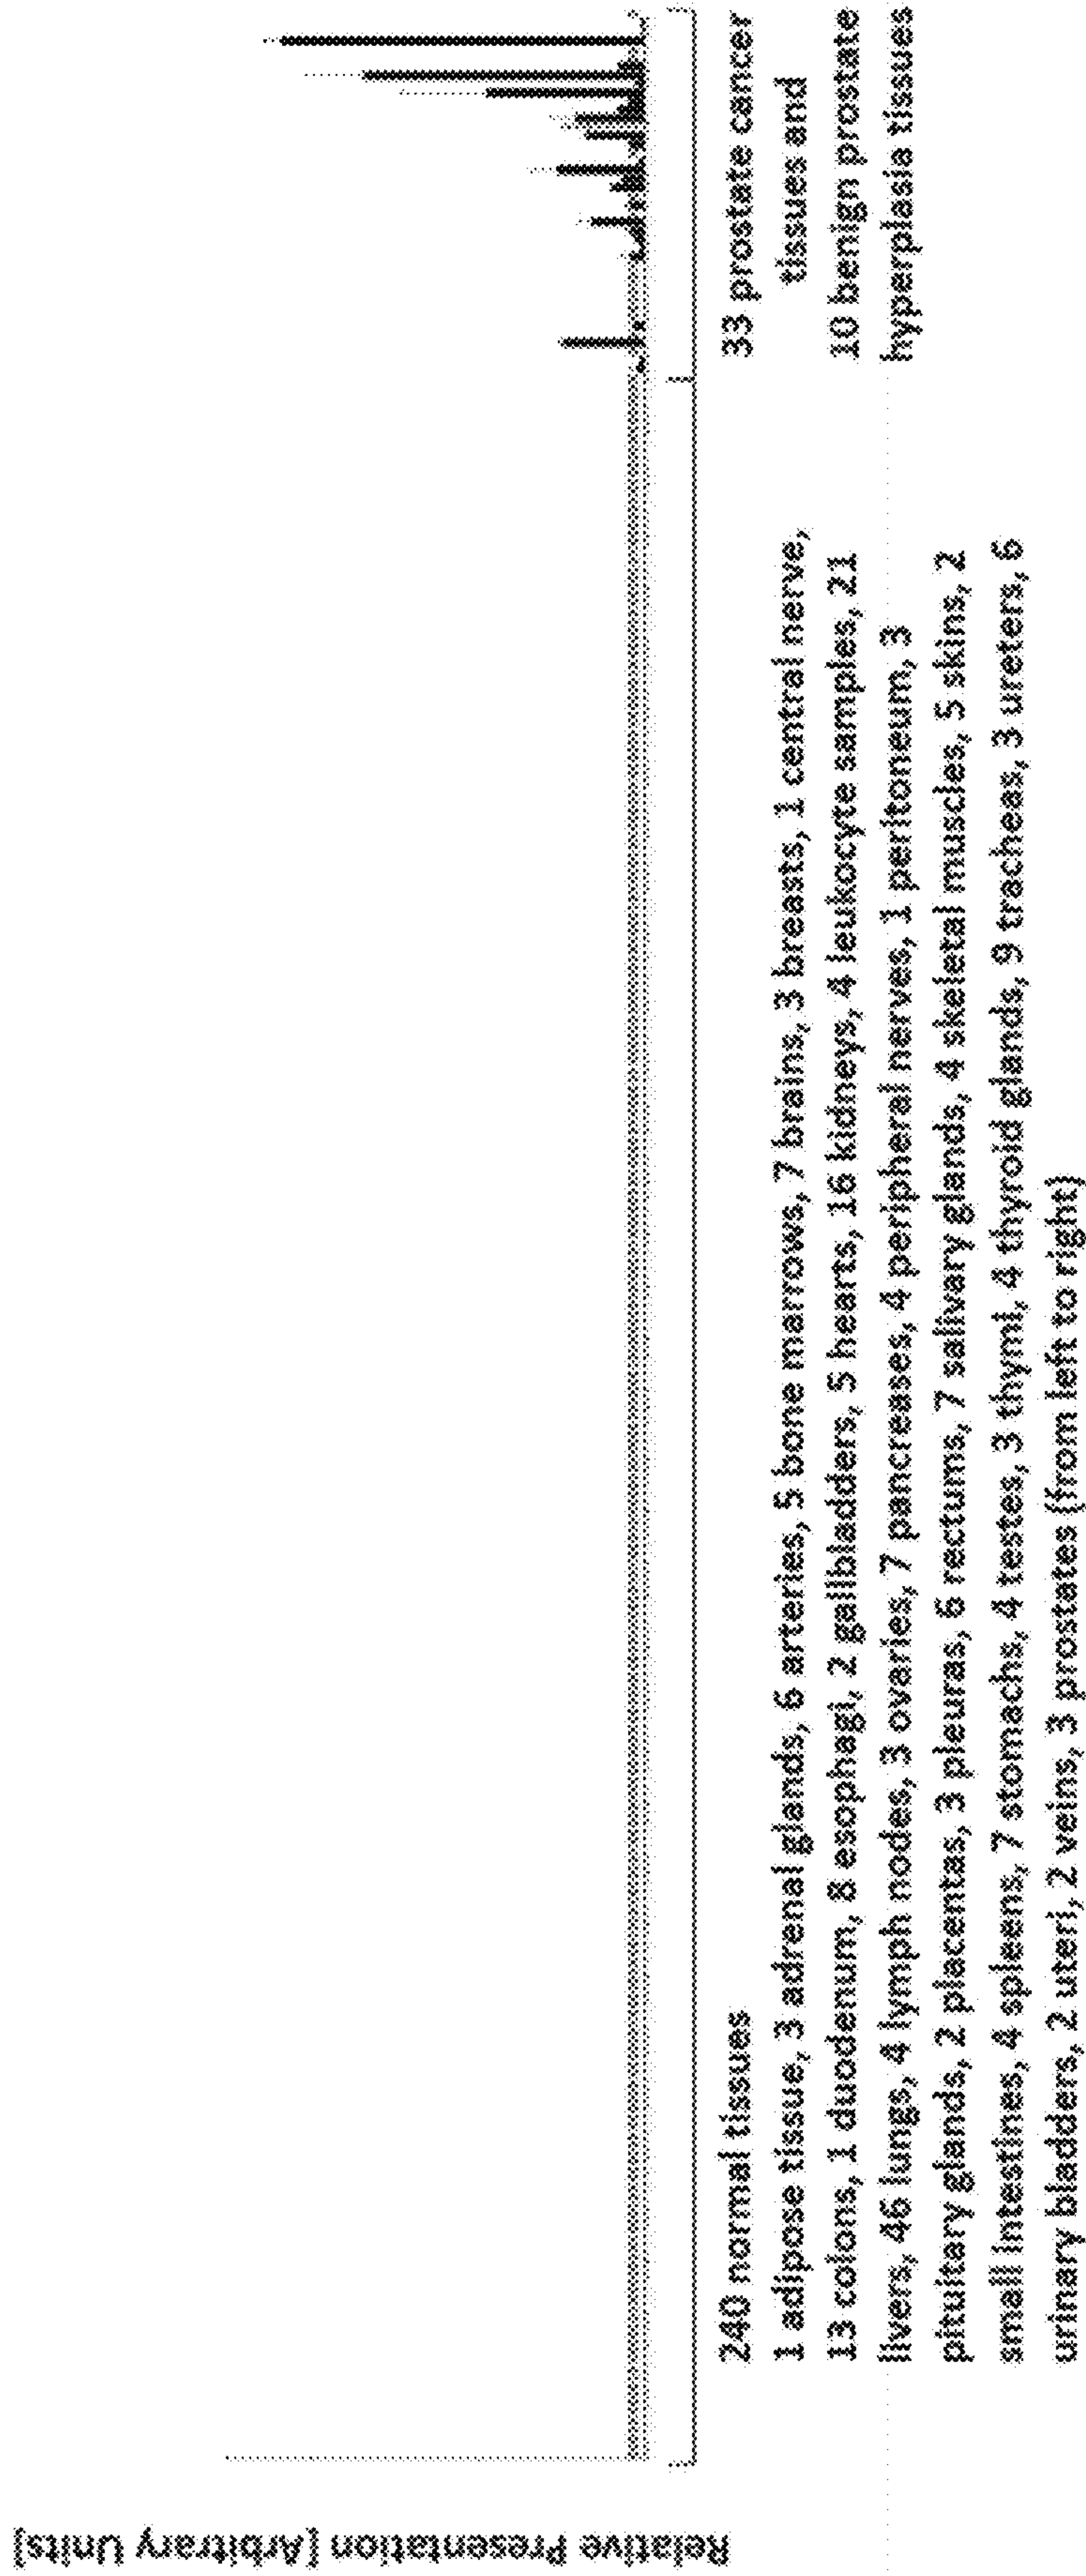 Relative Presentation [Arbitrary Units]
240 normal tissues
1 adipose tissue, 3 adrenal glands, 6 arteries, 5 bone marrows, 7 brains, 3 breasts, 1 central nerve,
13 colons, 1 duodenum, 8 esophagi, 2 gallbladders, 5 hearts, 16 kidneys, 4 leukocyte samples, 21
livers, 46 lungs, 4 lymph nodes, 3 ovaries, 7 pancreases, 4 peripheral nerves, 1 peritoneum, 3
pituitary glands, 2 placentas, 3 pleuras, 6 rectums, 7 salivary glands, 4 skeletal muscles, 5 skins, 2
small intestines, 4 spleens, 7 stomachs, 4 testes, 3 thymi, 4 thyroid glands, 9 tracheas, 3 ureters, 6
urinary bladders, 2 uteri, 2 veins, 3 prostates (from left to right)
33 prostate cancer
tissues and
10 benign prostate
hyperplasia tissues